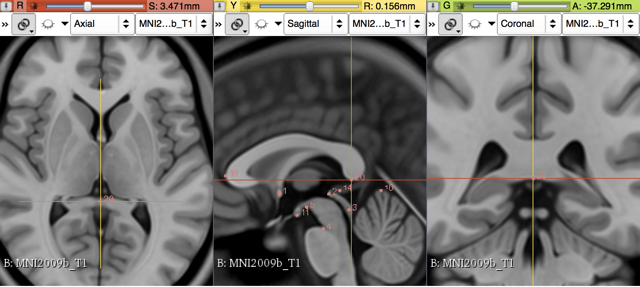 R S: 3.471mm
Y R: 0.156mm
G A: -37.291mm
» Axial MNI2...b_T1
» Sagittal MNI2...b_T1
» Coronal MNI2...b_T1
B: MNI2009b_T1
B: MNI2009b_T1
B: MNI2009b_T1